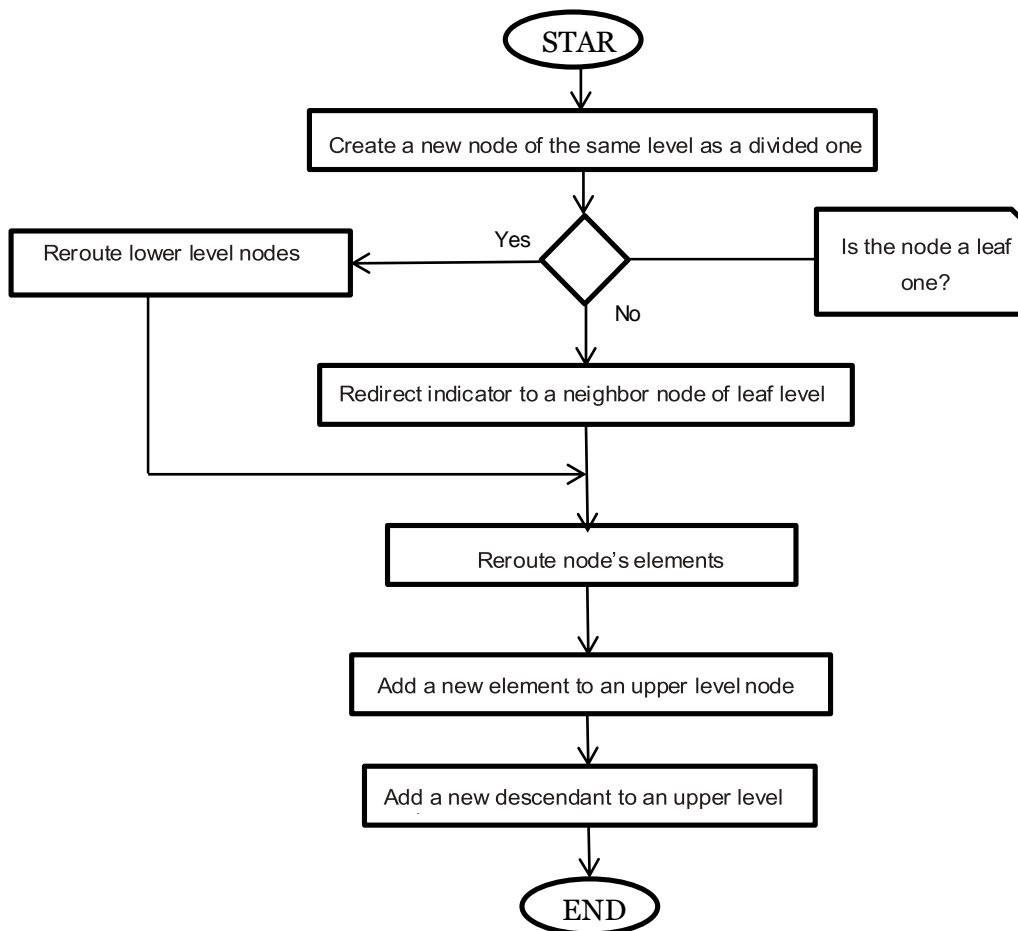 STAR
Create a new node of the same level as a divided one
Yes
Reroute lower level nodes
Is the node a leaf
one?
No
Redirect indicator to a neighbor node of leaf level
Reroute node's elements
Add a new element to an upper level node
Add a new descendant to an upper level
END